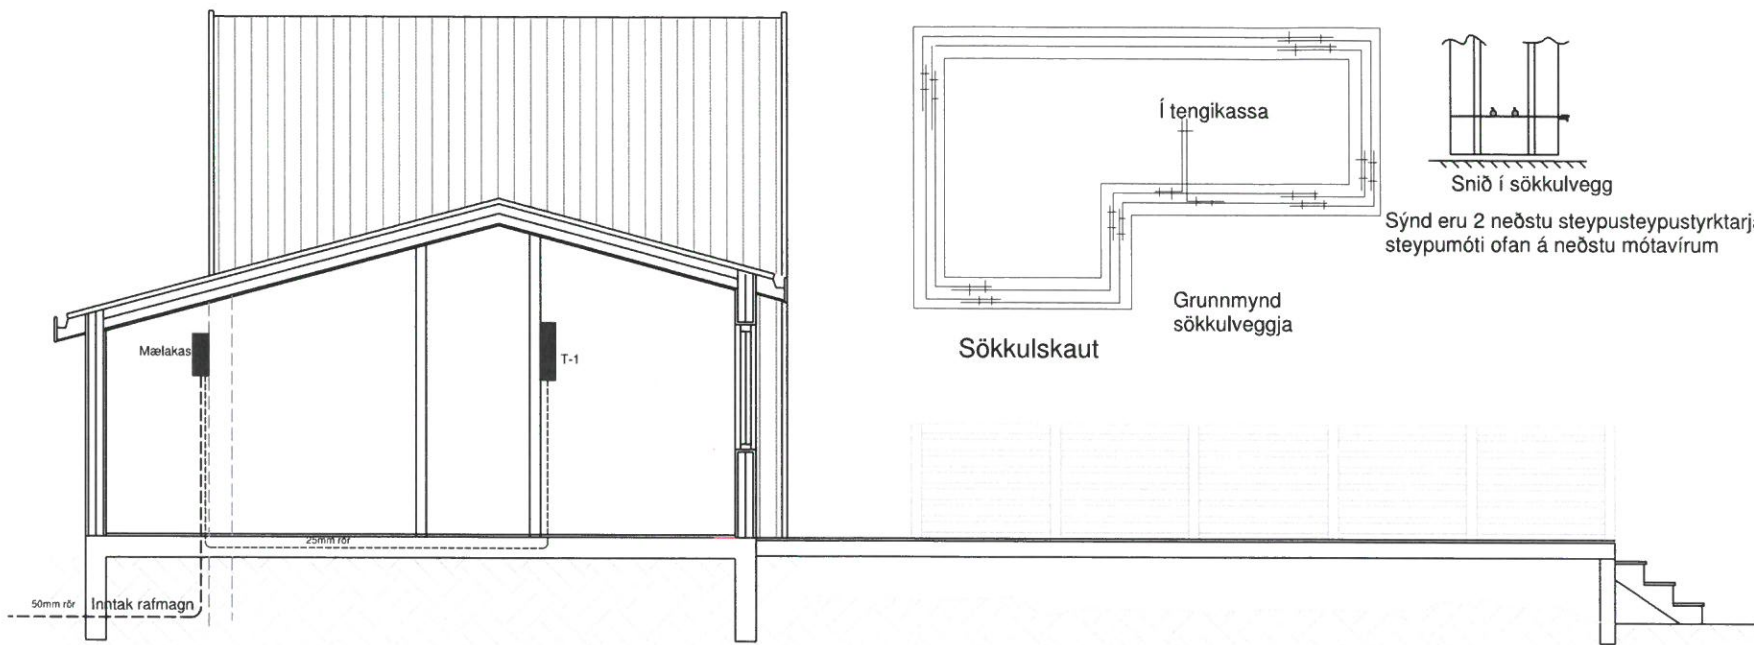 Í tengikassa
Snið í sökkulvegg
Sýnd eru 2 neðstu steypusteypustyrktarj
steypumóti ofan á neðstu mótavírum
Grunnmynd
sökkulveggja
Sökkulskaut
Mælakas
T-1
25mm rör
50mm rör Inntak rafmagn